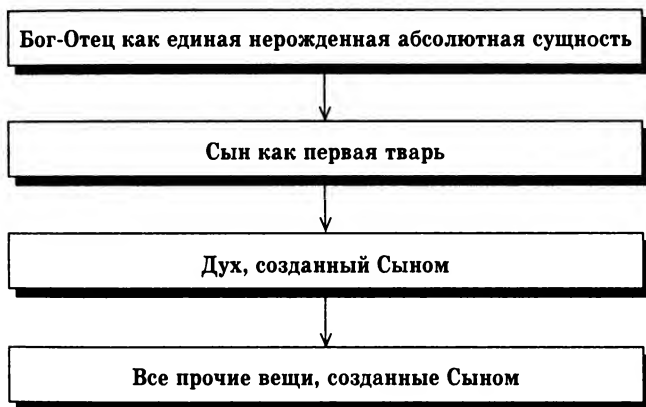 Бог-Отец как единая нерожденная абсолютная сущность
Сын как первая тварь
Дух, созданный Сыном
Все прочие вещи, созданные Сыном